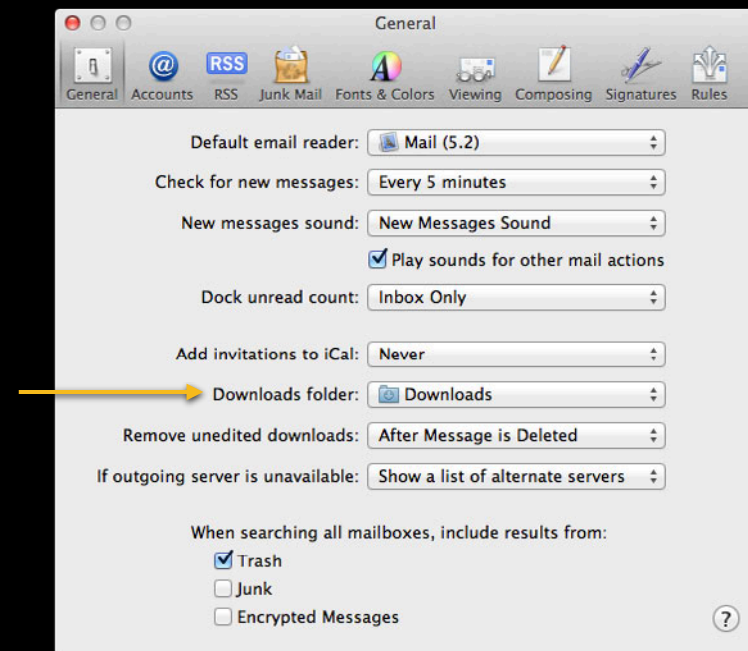 General
General Accounts RSS RSS Junk Mail Fonts & Colors Viewing Composing Signatures Rules
Default email reader: Mail (5.2)
Check for new messages: Every 5 minutes
New messages sound: New Messages Sound
Play sounds for other mail actions
Dock unread count: Inbox Only
Add invitations to iCal: Never
Downloads folder: Downloads
Remove unedited downloads: After Message is Deleted
If outgoing server is unavailable: Show a list of alternate servers
When searching all mailboxes, include results from:
Trash
Junk
Encrypted Messages
?